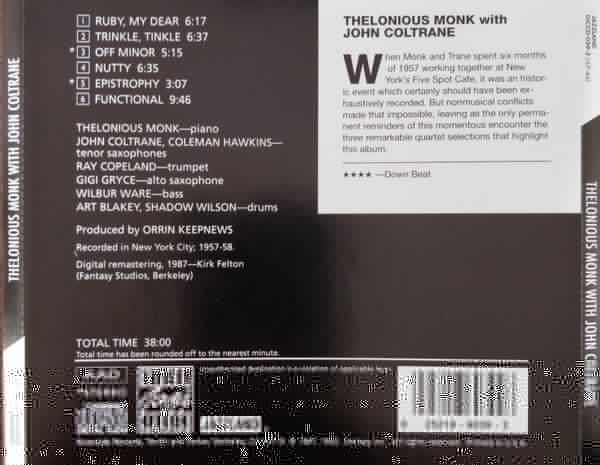 1 RUBY, MY DEAR 6:17
2 TRINKLE, TINKLE 6:37
* 3 OFF MINOR 5:15
4 NUTTY 6:35
* 5 EPISTROPHY 3:07
6 FUNCTIONAL 9:46
THELONIOUS MONK—piano
JOHN COLTRANE, COLEMAN HAWKINS—
tenor saxophones
RAY COPELAND—trumpet
GIGI GRYCE—alto saxophone
WILBUR WARE—bass
ART BLAKEY, SHADOW WILSON—drums
Produced by ORRIN KEEPNEWS
Recorded in New York City; 1957-58.
Digital remastering, 1987—Kirk Felton
(Fantasy Studios, Berkeley)
TOTAL TIME 38:00
Total time has been rounded off to the nearest minute.
THELONIOUS MONK with
JOHN COLTRANE
When Monk and Trane spent six months
of 1957 working together at New
York's Five Spot Cafe, it was an histor-
ic event which certainly should have been ex-
haustively recorded. But nonmusical conflicts
made that impossible, leaving as the only perma-
nent reminders of this momentous encounter the
three remarkable quartet selections that highlight
this album.
★★★★ —Down Beat
THELONIOUS MONK WITH JOHN COLTRANE
THELONIOUS MONK WITH JOHN COLTRANE